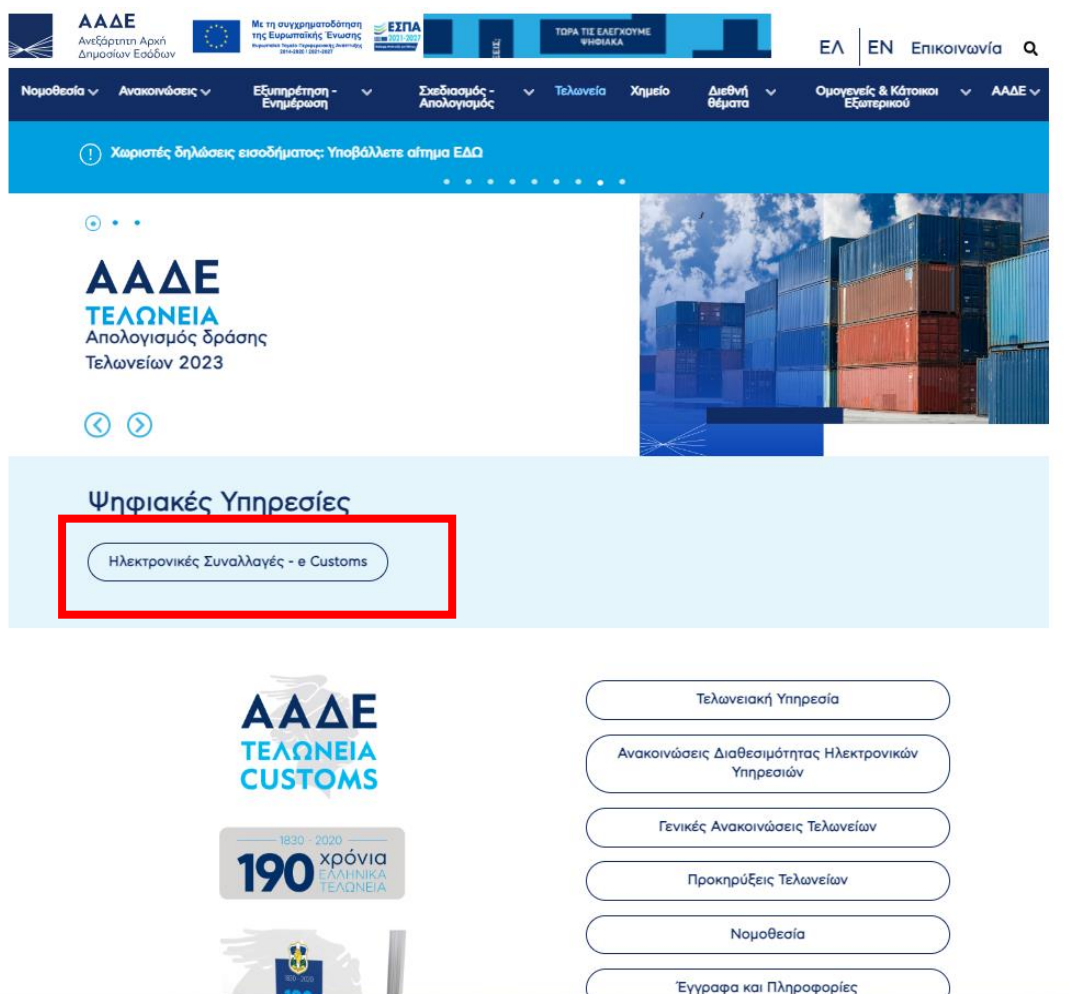 ΑΑΔΕ
Ανεξάρτητη Αρχή
Δημοσίων Εσόδων
Με τη συγχρηματοδότηση
της Ευρωπαϊκής Ένωσης
ΕΣΠΑ
2021-2027
ΤΩΡΑ ΤΙΣ ΕΛΕΓΧΟΥΜΕ
ΨΗΦΙΑΚΑ
ΕΛ
EN
Επικοινωνία
Νομοθεσία
Ανακοινώσεις
Εξυπηρέτηση -
Ενημέρωση
Σχεδιασμός -
Απολογισμός
Τελωνεία
Χημείο
Διεθνή
θέματα
Ομογενείς & Κάτοικοι
Εξωτερικού
ΑΑΔΕ
Χωριστές δηλώσεις εισοδήματος: Υποβάλλετε αίτημα ΕΔΩ
ΑΑΔΕ
ΤΕΛΩΝΕΙΑ
Απολογισμός δράσης
Τελωνείων 2023
Ψηφιακές Υπηρεσίες
Ηλεκτρονικές Συναλλαγές - e Customs
ΑΑΔΕ
ΤΕΛΩΝΕΙΑ
CUSTOMS
1830 - 2020
190 χρόνια
ΕΛΛΗΝΙΚΑ
ΤΕΛΩΝΕΙΑ
1830 - 2020
Τελωνειακή Υπηρεσία
Ανακοινώσεις Διαθεσιμότητας Ηλεκτρονικών
Υπηρεσιών
Γενικές Ανακοινώσεις Τελωνείων
Προκηρύξεις Τελωνείων
Νομοθεσία
Έγγραφα και Πληροφορίες